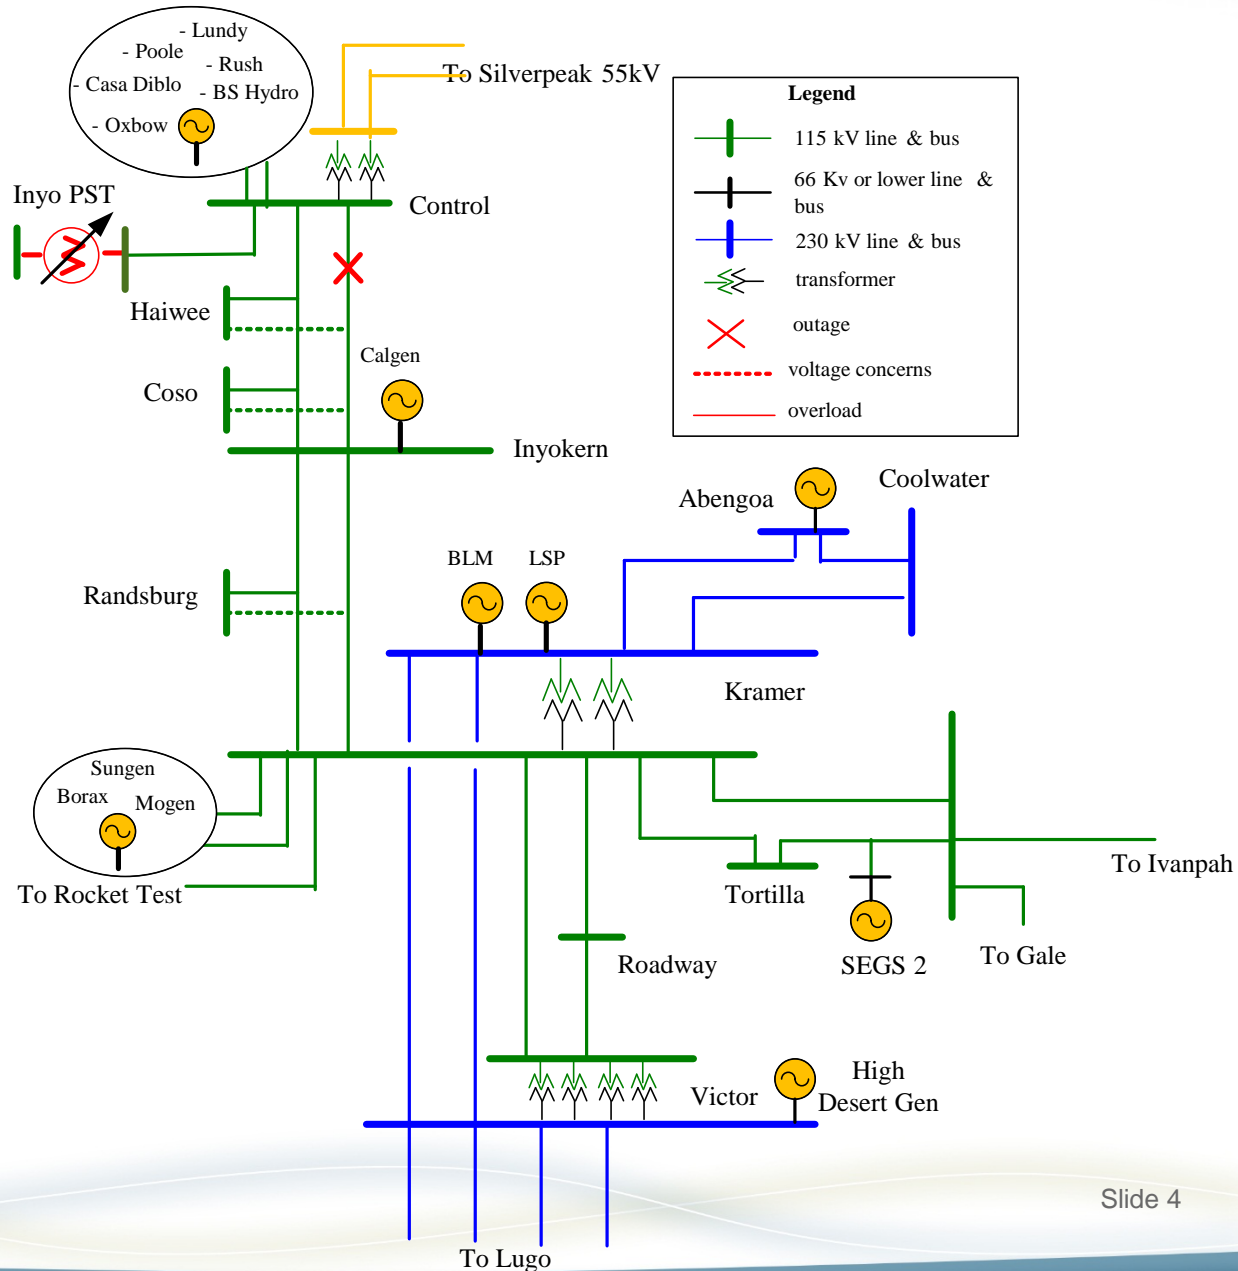 - Lundy
- Poole
- Rush
- Casa Diblo
- BS Hydro
- Oxbow
To Silverpeak 55kV
Inyo PST
Control
Legend
115 kV line & bus
66 Kv or lower line &
bus
230 kV line & bus
transformer
outage
voltage concerns
overload
Haiwee
Calgen
Coso
Inyokern
Abengoa
Coolwater
BLM
LSP
Randsburg
Kramer
Sungen
Borax
Mogen
To Rocket Test
Tortilla
To Ivanpah
SEGS 2
To Gale
Roadway
Victor
High
Desert Gen
To Lugo
Slide 4